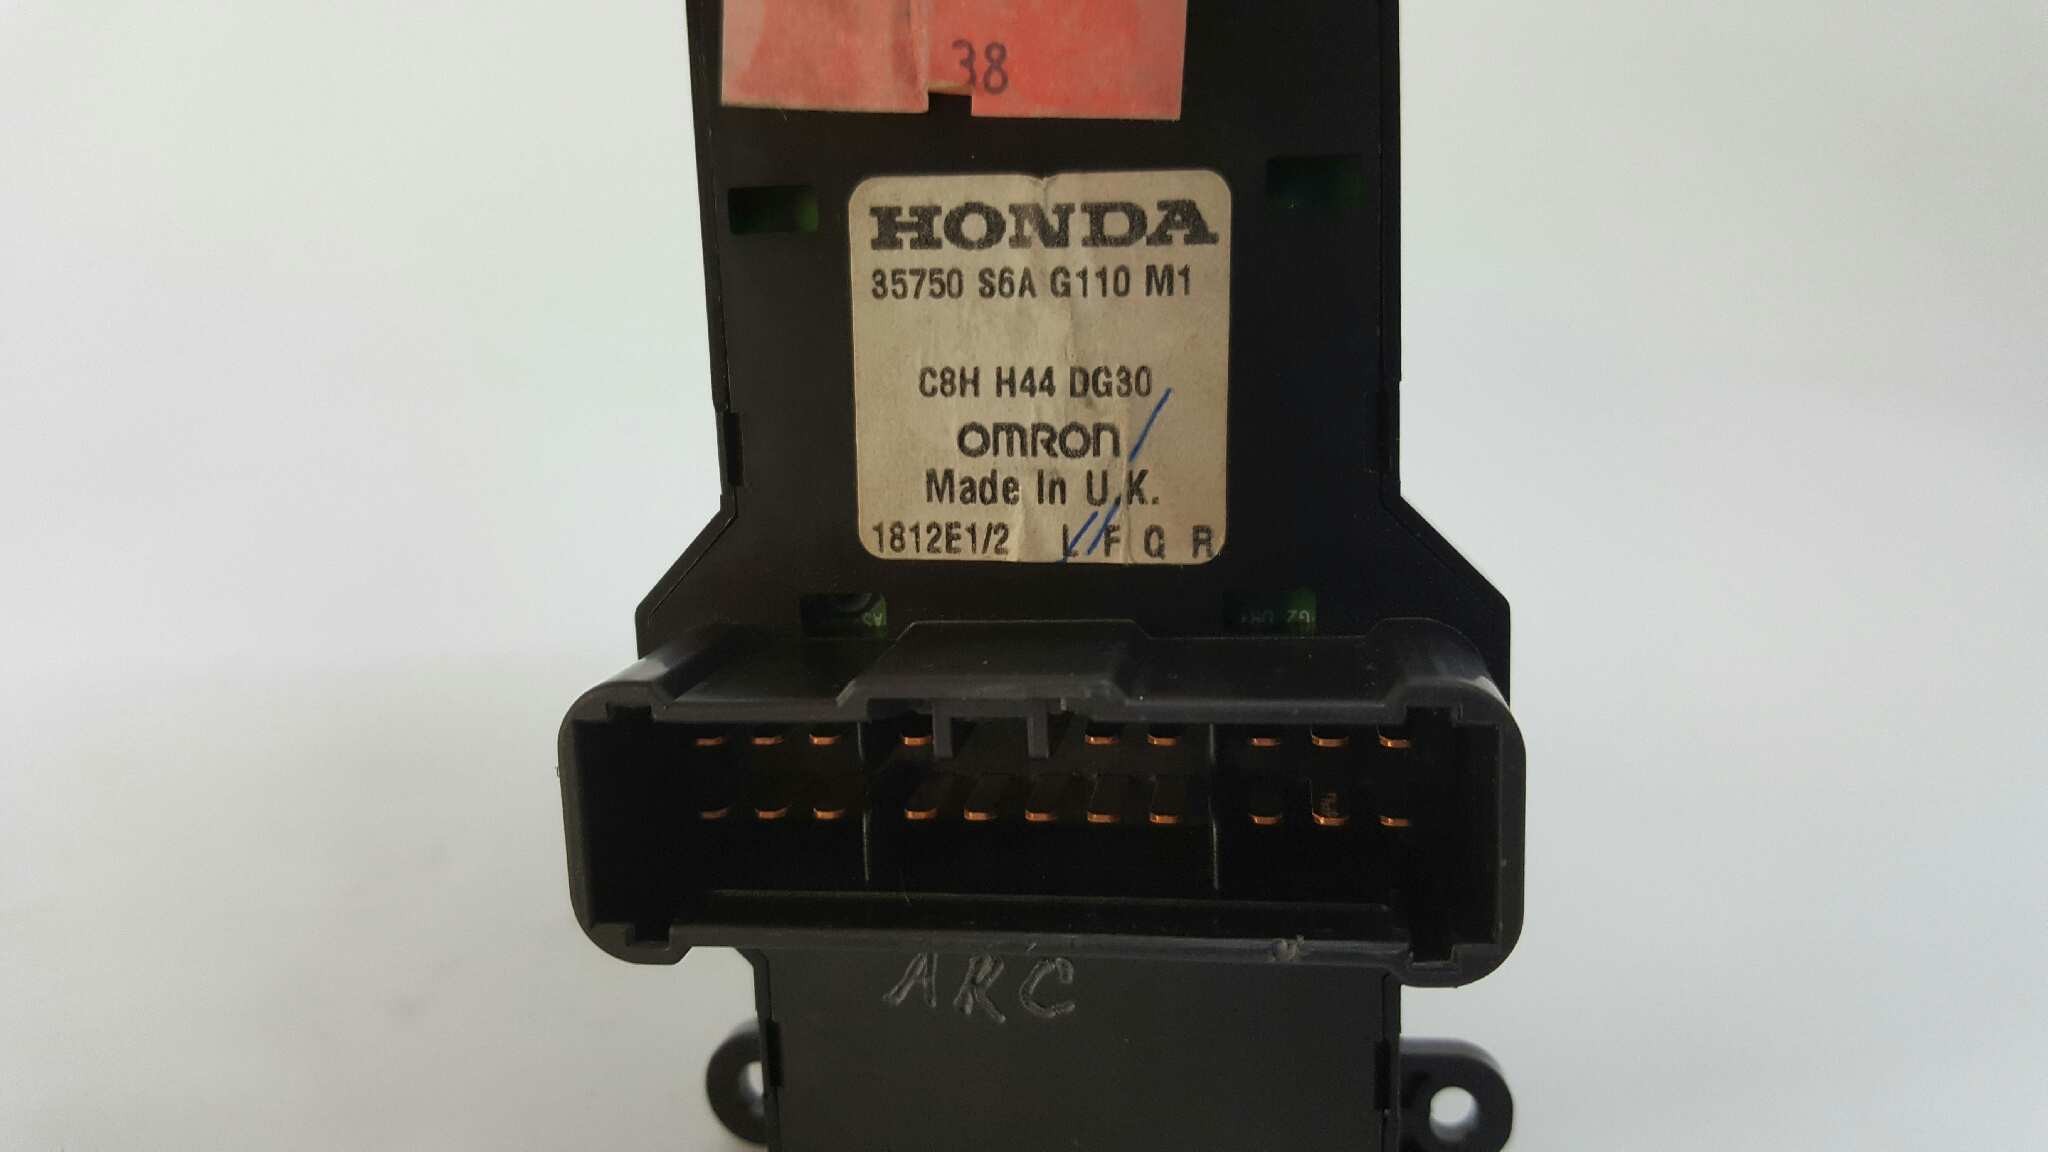 38
HONDA
35750 S6A G110 M1
C8H H44 DG30
OMRON
Made In U.K.
1812E1/2 L F Q R
ARC